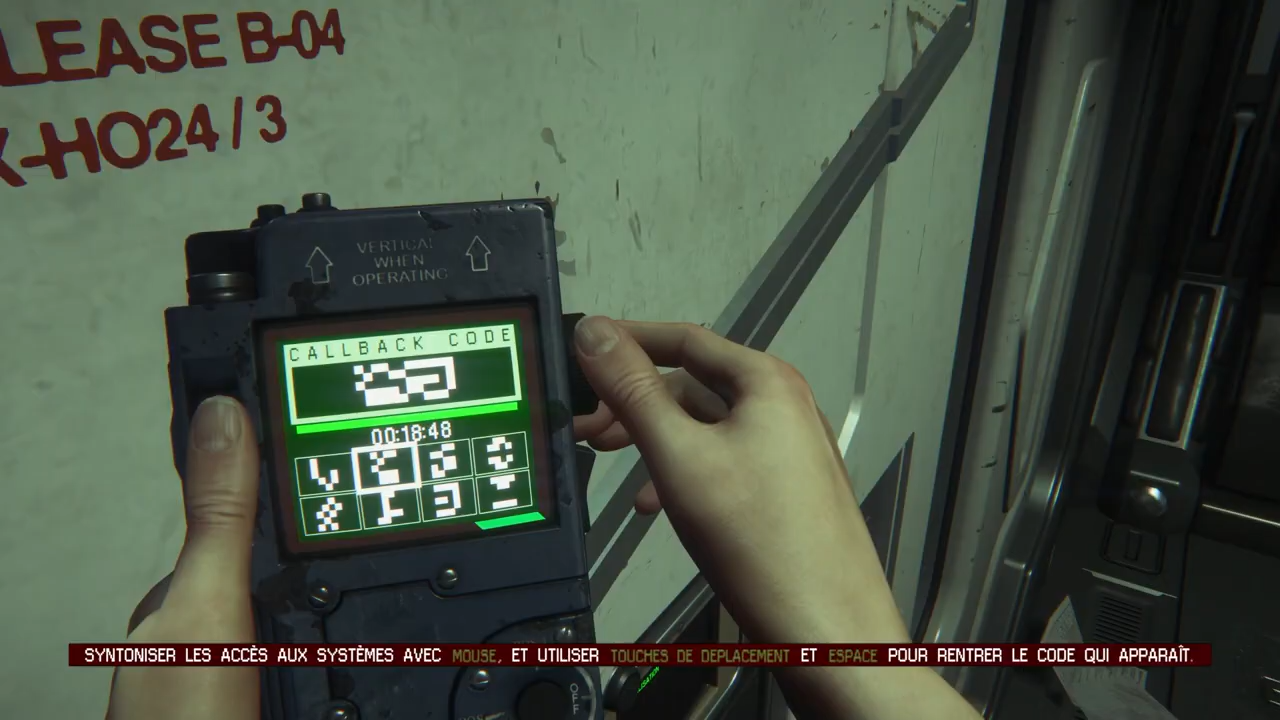 LEASE B-04
-HO24/3
VERTICAL
WHEN
OPERATING
CALLBACK CODE
00:18:48
OFF
SYNTONISER LES ACCÈS AUX SYSTÈMES AVEC MOUSE, ET UTILISER TOUCHES DE DEPLACEMENT ET ESPACE POUR RENTRER LE CODE QUI APPARAÎT.